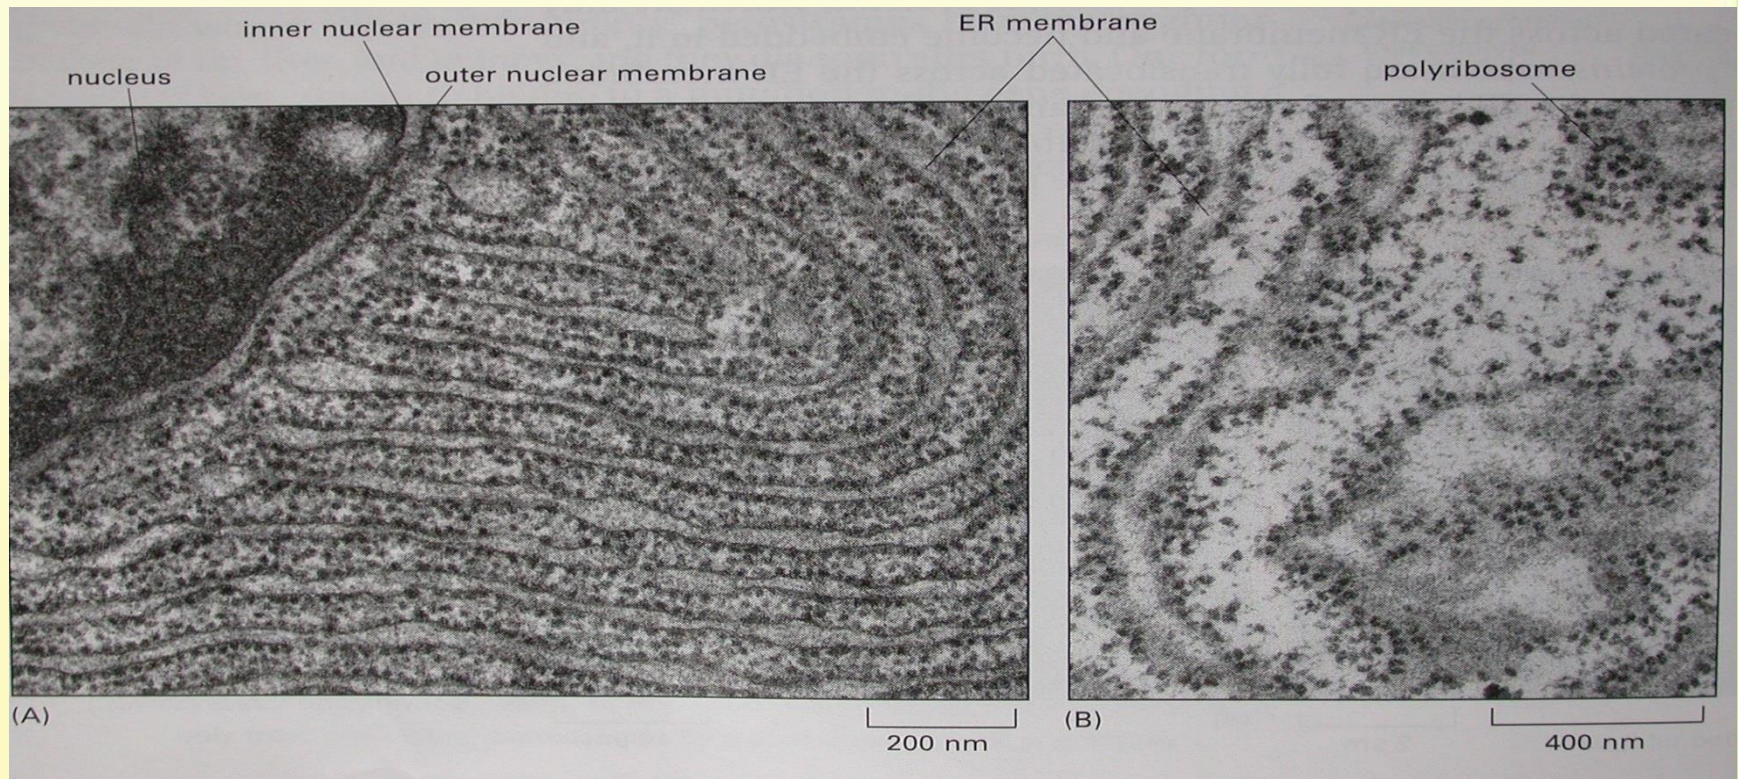 inner nuclear membrane
ER membrane
nucleus
outer nuclear membrane
polyribosome
(A)
200 nm
(B)
400 nm